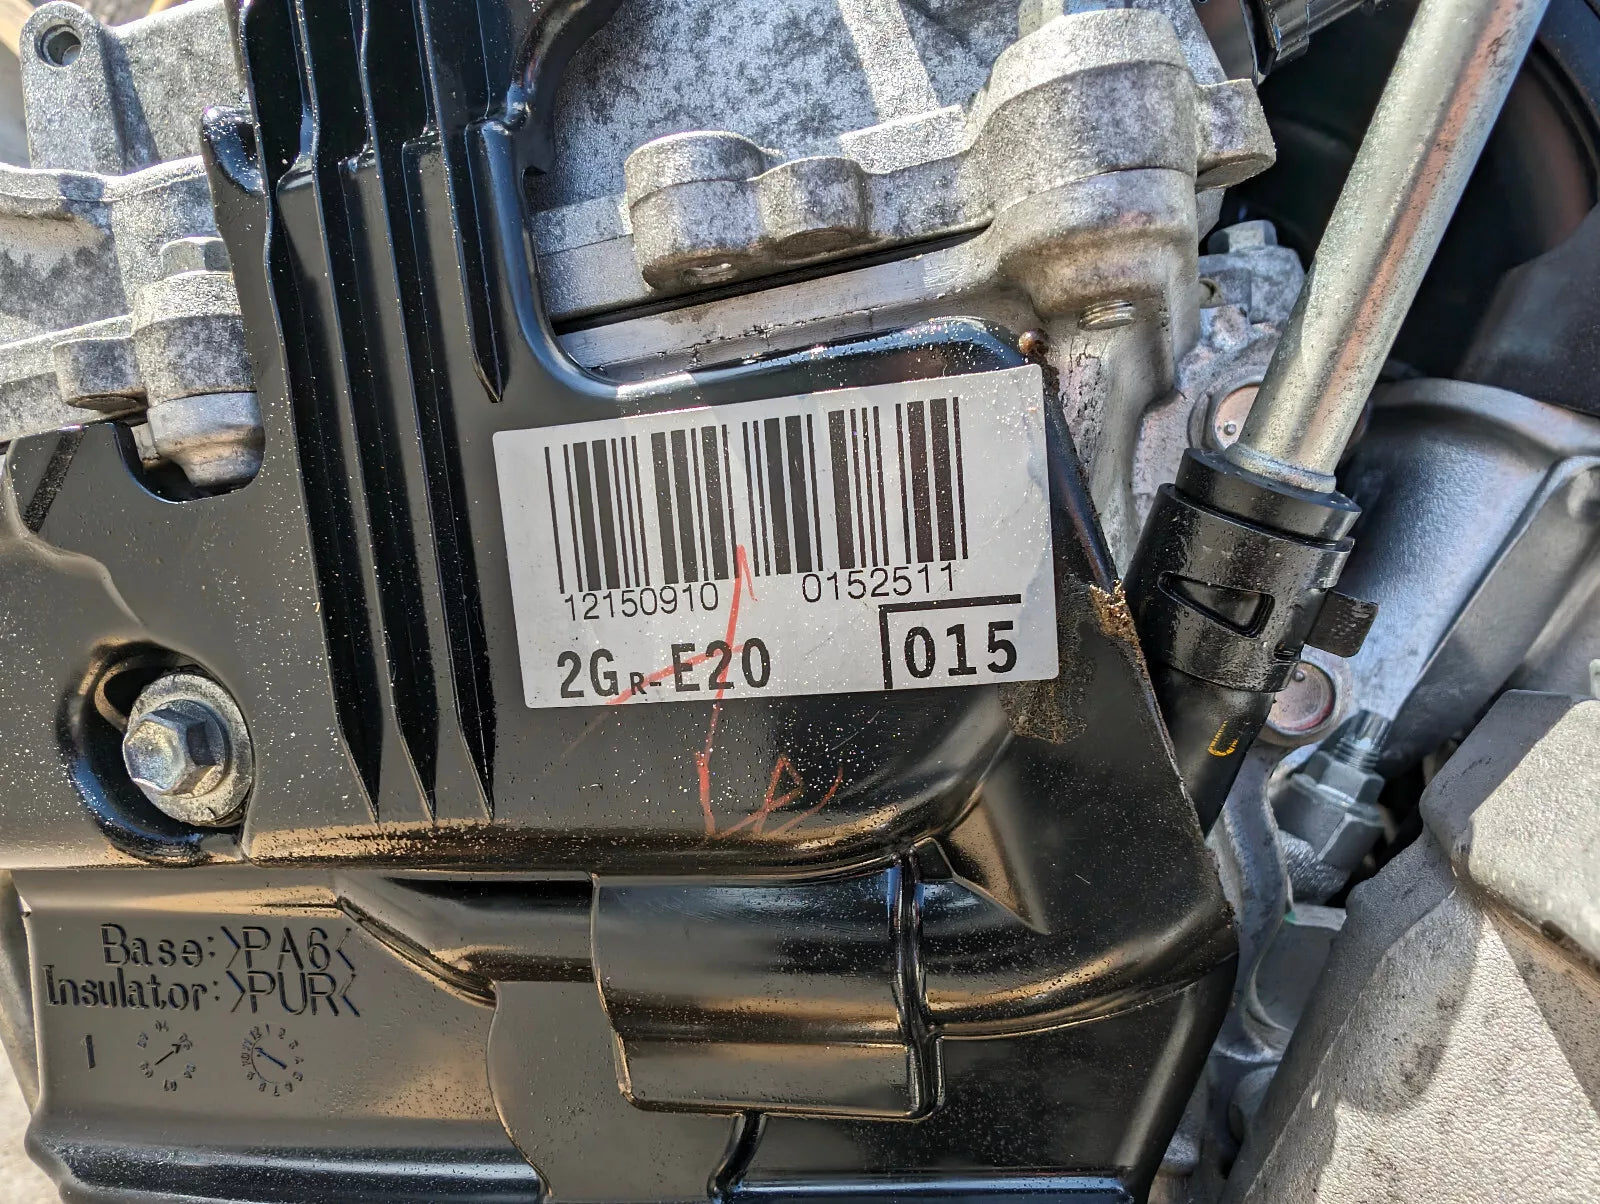 12150910 0152511
2GR-E20 015
Base:>PA6<
Insulator:>PUR<
1